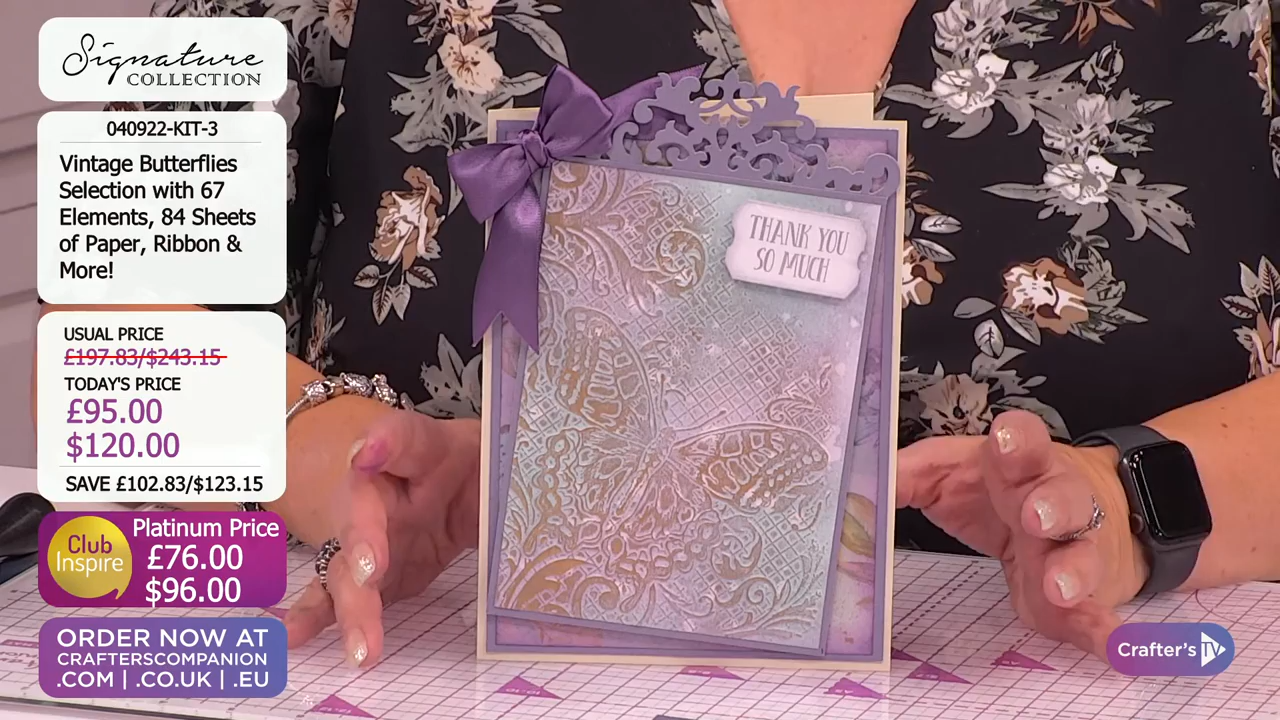 Signature
COLLECTION
040922-KIT-3
Vintage Butterflies
Selection with 67
Elements, 84 Sheets
of Paper, Ribbon &
More!
USUAL PRICE
£197.83/$243.15
TODAY'S PRICE
£95.00
$120.00
SAVE £102.83/$123.15
Club
Inspire
Platinum Price
£76.00
$96.00
ORDER NOW AT
CRAFTERSCOMPANION
.COM | .CO.UK | .EU
THANK YOU
SO MUCH
Crafter's TV